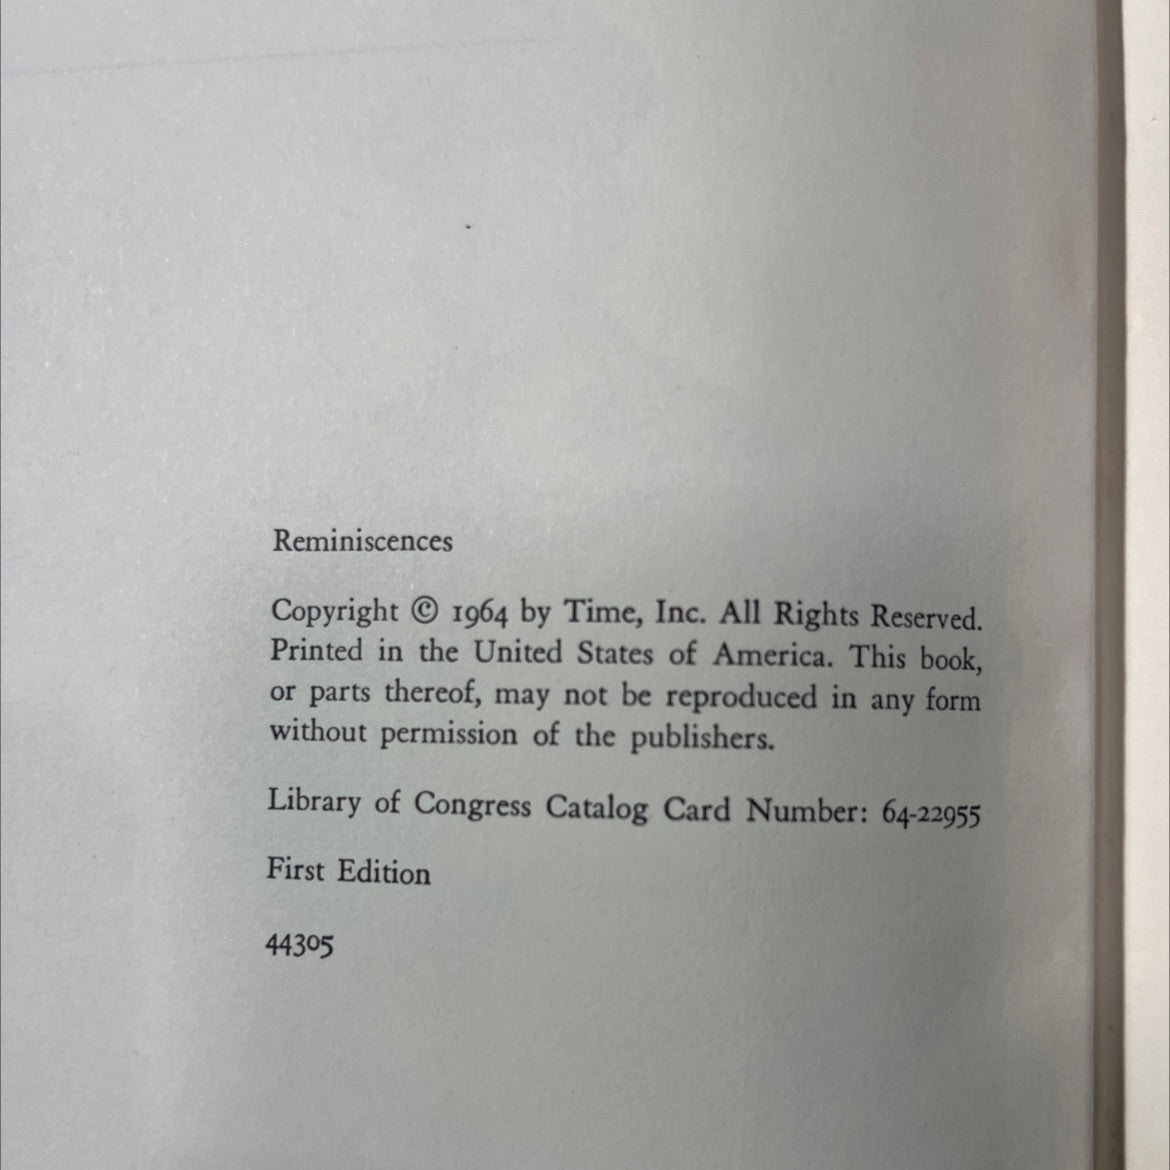 Reminiscences
Copyright © 1964 by Time, Inc. All Rights Reserved.
Printed in the United States of America. This book,
or parts thereof, may not be reproduced in any form
without permission of the publishers.
Library of Congress Catalog Card Number: 64-22955
First Edition
44305